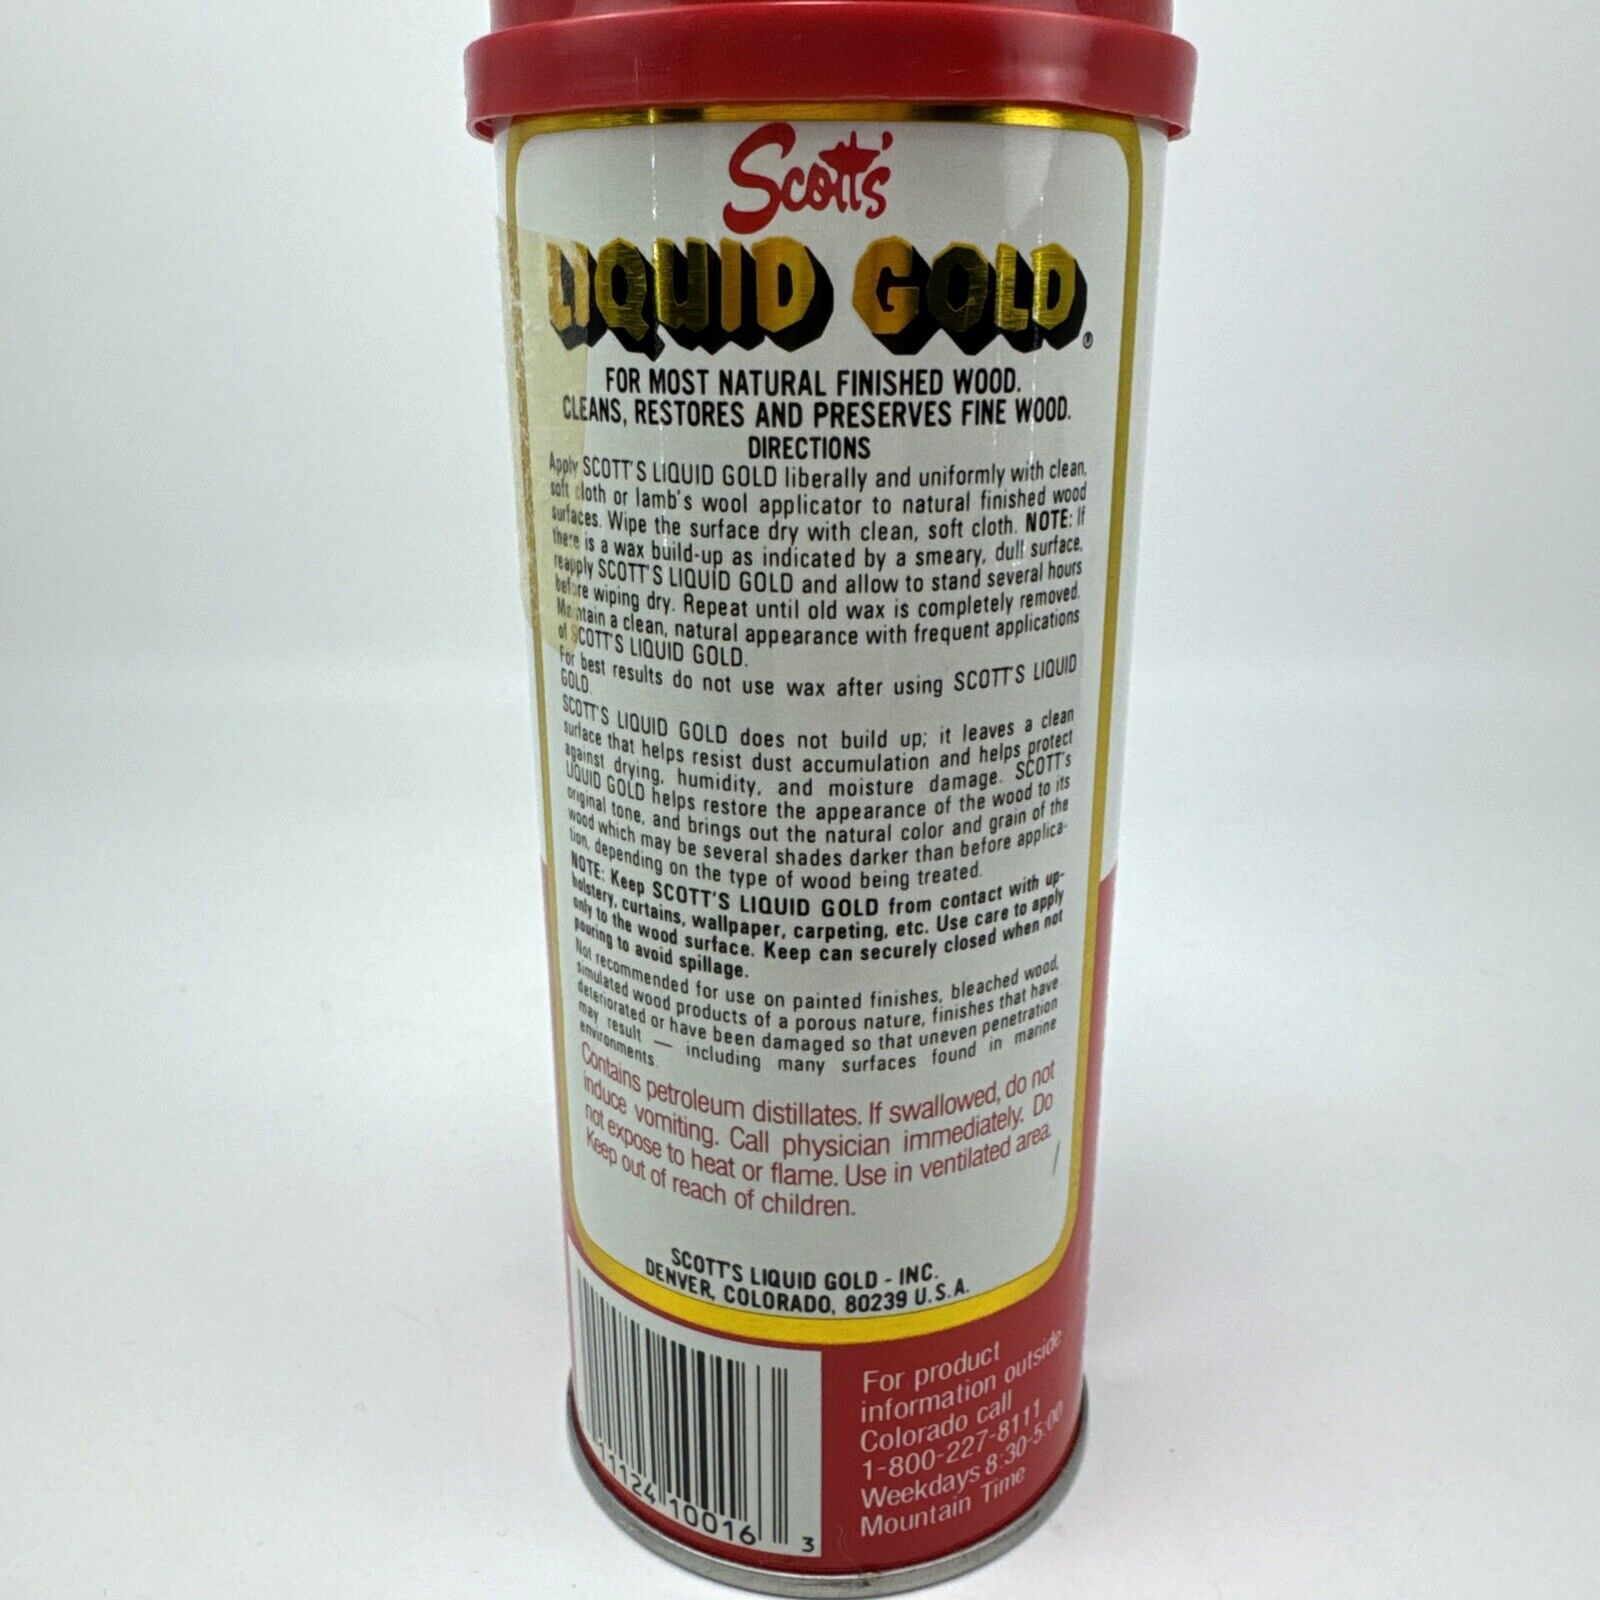 Scott's
LIQUID GOLD®
FOR MOST NATURAL FINISHED WOOD.
CLEANS, RESTORES AND PRESERVES FINE WOOD.
DIRECTIONS
Apply SCOTT'S LIQUID GOLD liberally and uniformly with clean,
soft cloth or lamb's wool applicator to natural finished wood
surfaces. Wipe the surface dry with clean, soft cloth. NOTE: If
there is a wax build-up as indicated by a smeary, dull surface,
reapply SCOTT'S LIQUID GOLD and allow to stand several hours
before wiping dry. Repeat until old wax is completely removed.
Maintain a clean, natural appearance with frequent applications
of SCOTT'S LIQUID GOLD.
For best results do not use wax after using SCOTT'S LIQUID
GOLD.
SCOTT'S LIQUID GOLD does not build up; it leaves a clean
surface that helps resist dust accumulation and helps protect
against drying, humidity, and moisture damage. SCOTT's
LIQUID GOLD helps restore the appearance of the wood to its
original tone, and brings out the natural color and grain of the
wood which may be several shades darker than before applica-
tion, depending on the type of wood being treated.
NOTE: Keep SCOTT'S LIQUID GOLD from contact with up-
holstery, curtains, wallpaper, carpeting, etc. Use care to apply
only to the wood surface. Keep can securely closed when not
pouring to avoid spillage.
Not recommended for use on painted finishes, bleached wood,
simulated wood products of a porous nature, finishes that have
deteriorated or have been damaged so that uneven penetration
may result — including many surfaces found in marine
environments.
Contains petroleum distillates. If swallowed, do not
induce vomiting. Call physician immediately. Do
not expose to heat or flame. Use in ventilated area.
Keep out of reach of children.
SCOTT'S LIQUID GOLD - INC.
DENVER, COLORADO, 80239 U.S.A.
For product
information outside
Colorado call
1-800-227-8111
Weekdays 8:30-5:00
Mountain Time
11124 10016 3